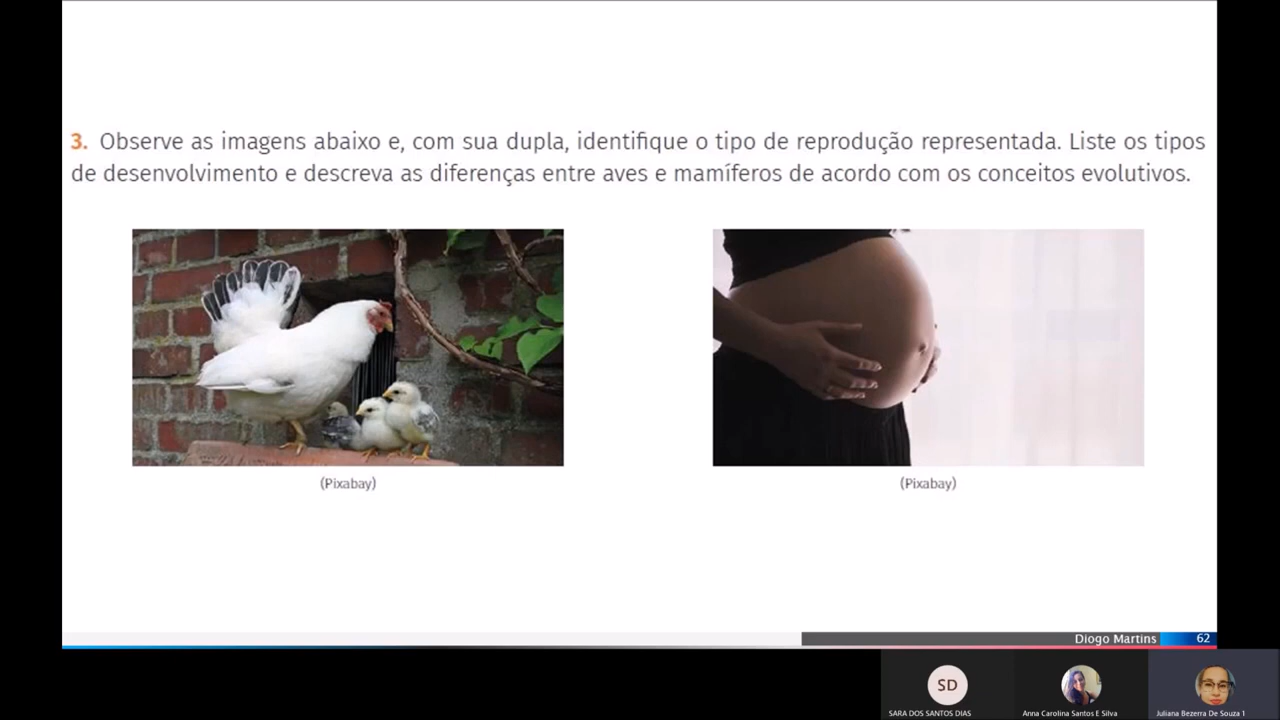 3. Observe as imagens abaixo e, com sua dupla, identifique o tipo de reprodução representada. Liste os tipos
de desenvolvimento e descreva as diferenças entre aves e mamíferos de acordo com os conceitos evolutivos.
(Pixabay)
(Pixabay)
Diogo Martins 62
SD
SARA DOS SANTOS DIAS
Anna Carolina Santos E Silva
Juliana Bezerra De Souza 1